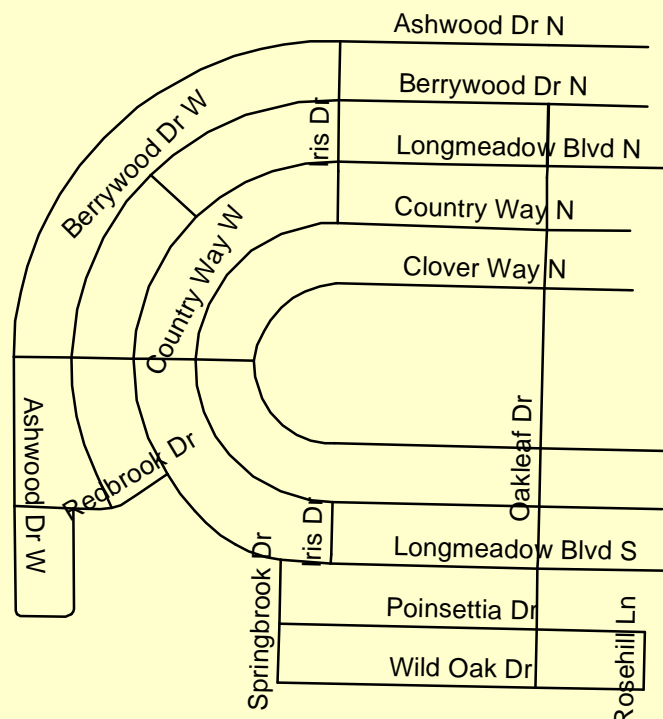 Ashwood Dr N
Berrywood Dr N
Iris Dr
Longmeadow Blvd N
Berrywood Dr W
Country Way N
Country Way W
Clover Way N
Ashwood Dr W
Redbrook Dr
Oakleaf Dr
Iris Dr
Longmeadow Blvd S
Springbrook Dr
Poinsettia Dr
Rosehill Ln
Wild Oak Dr